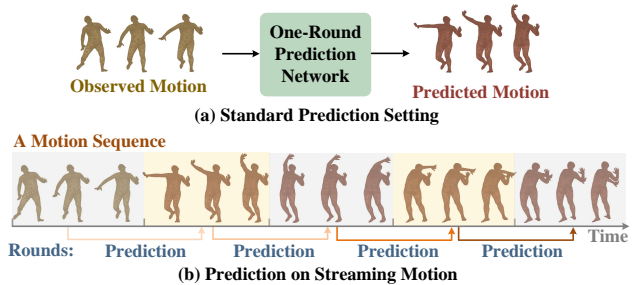 One-Round
Prediction
Network
Observed Motion
Predicted Motion
(a) Standard Prediction Setting
A Motion Sequence
Time
Rounds: Prediction Prediction Prediction Prediction
(b) Prediction on Streaming Motion